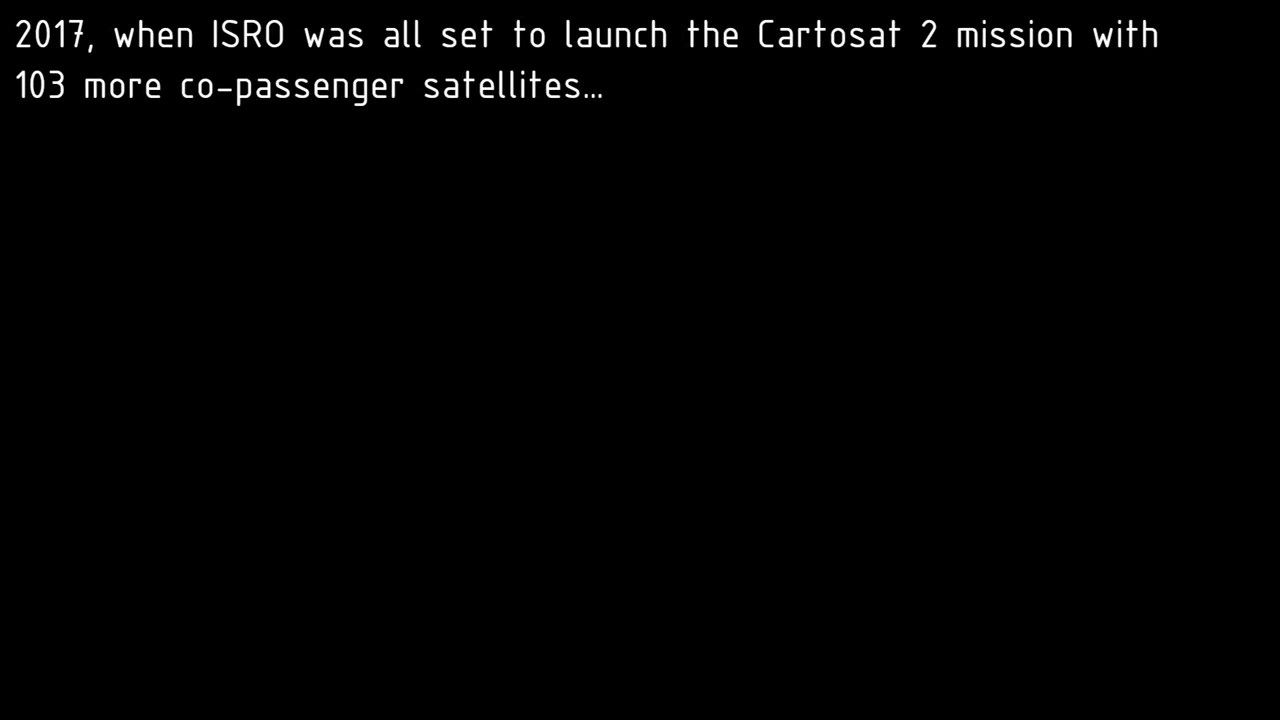 2017, when ISRO was all set to launch the Cartosat 2 mission with
103 more co-passenger satellites...